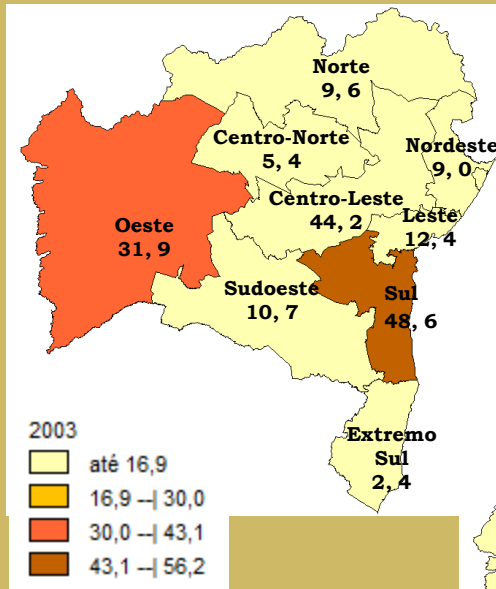 Norte
9, 6
Centro-Norte
5, 4
Nordeste
9, 0
Centro-Leste
44, 2
Leste
12, 4
Oeste
31, 9
Sudoeste
10, 7
Sul
48, 6
Extremo
Sul
2, 4
2003
até 16,9
16,9 --| 30,0
30,0 --| 43,1
43,1 --| 56,2